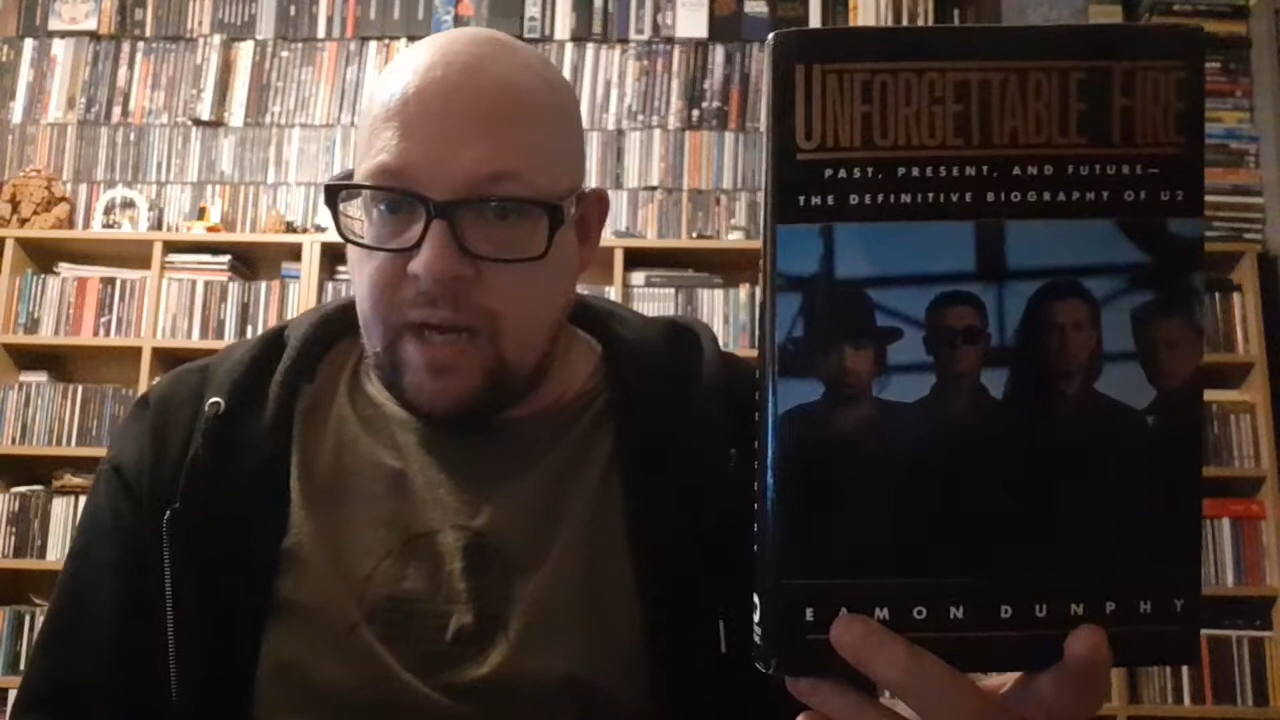 UNFORGETTABLE FIRE
PAST, PRESENT, AND FUTURE—
THE DEFINITIVE BIOGRAPHY OF U2
EAMON DUNPHY